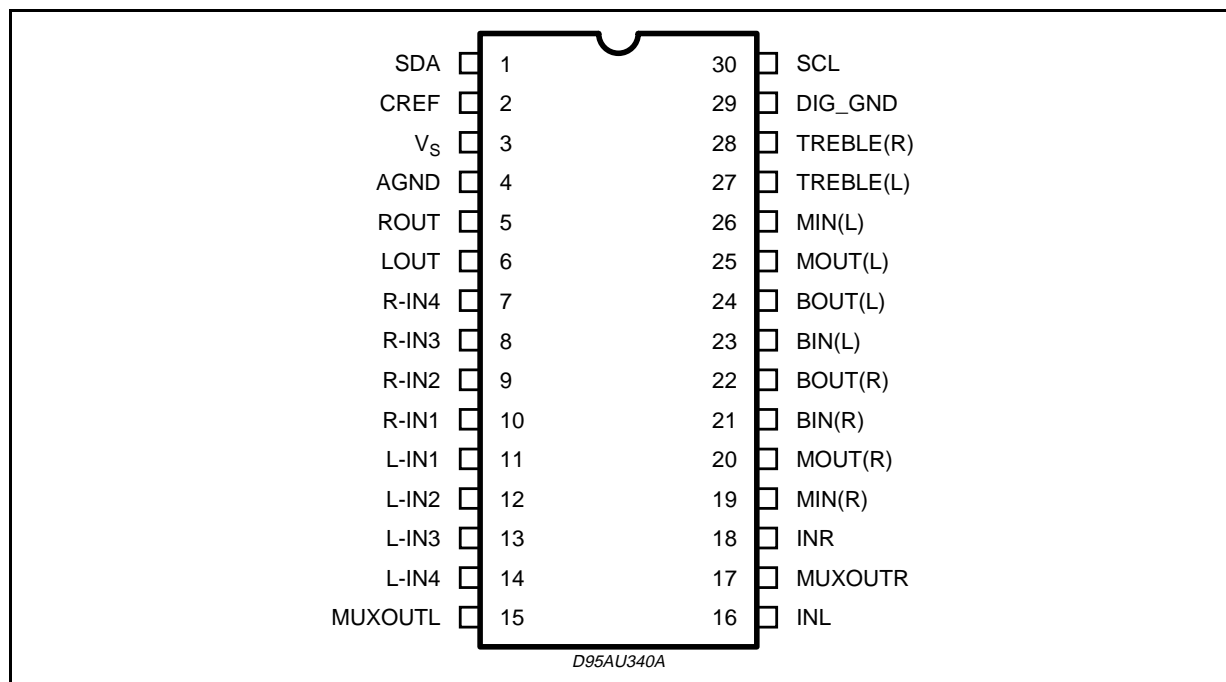 SDA 1 30 SCL
CREF 2 29 DIG_GND
VS 3 28 TREBLE(R)
AGND 4 27 TREBLE(L)
ROUT 5 26 MIN(L)
LOUT 6 25 MOUT(L)
R-IN4 7 24 BOUT(L)
R-IN3 8 23 BIN(L)
R-IN2 9 22 BOUT(R)
R-IN1 10 21 BIN(R)
L-IN1 11 20 MOUT(R)
L-IN2 12 19 MIN(R)
L-IN3 13 18 INR
L-IN4 14 17 MUXOUTR
MUXOUTL 15 16 INL
D95AU340A